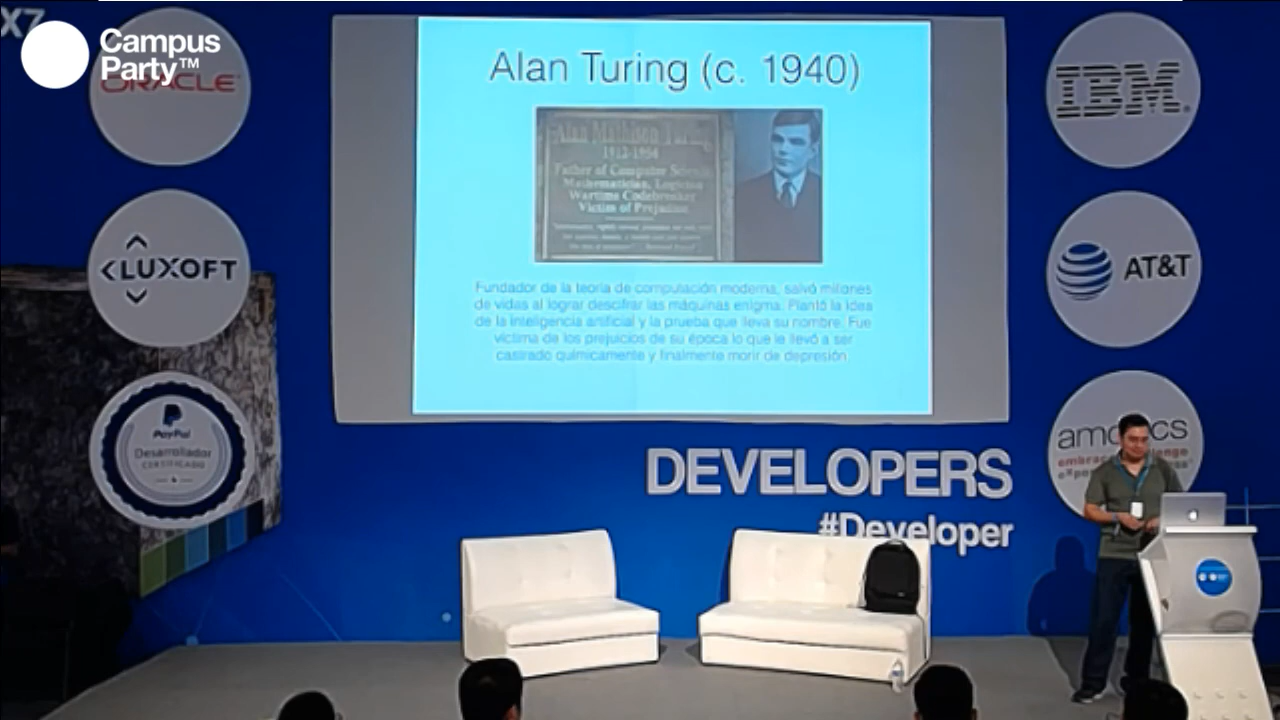 Campus
Party™
ORACLE
IBM
LUXOFT
AT&T
PayPal
Desarrollador
CERTIFICADO
Alan Turing (c. 1940)
Alan Mathison Turing
1912-1954
Father of Computer Science
Mathematician, Logician
Wartime Codebreaker
Victim of Prejudice
Fundador de la teoría de computación moderna, salvó millones
de vidas al lograr descifrar las máquinas enigma. Plantó la idea
de la inteligencia artificial y la prueba que lleva su nombre. Fue
víctima de los prejuicios de su época lo que le llevó a ser
castrado químicamente y finalmente morir de depresión
DEVELOPERS
#Developer